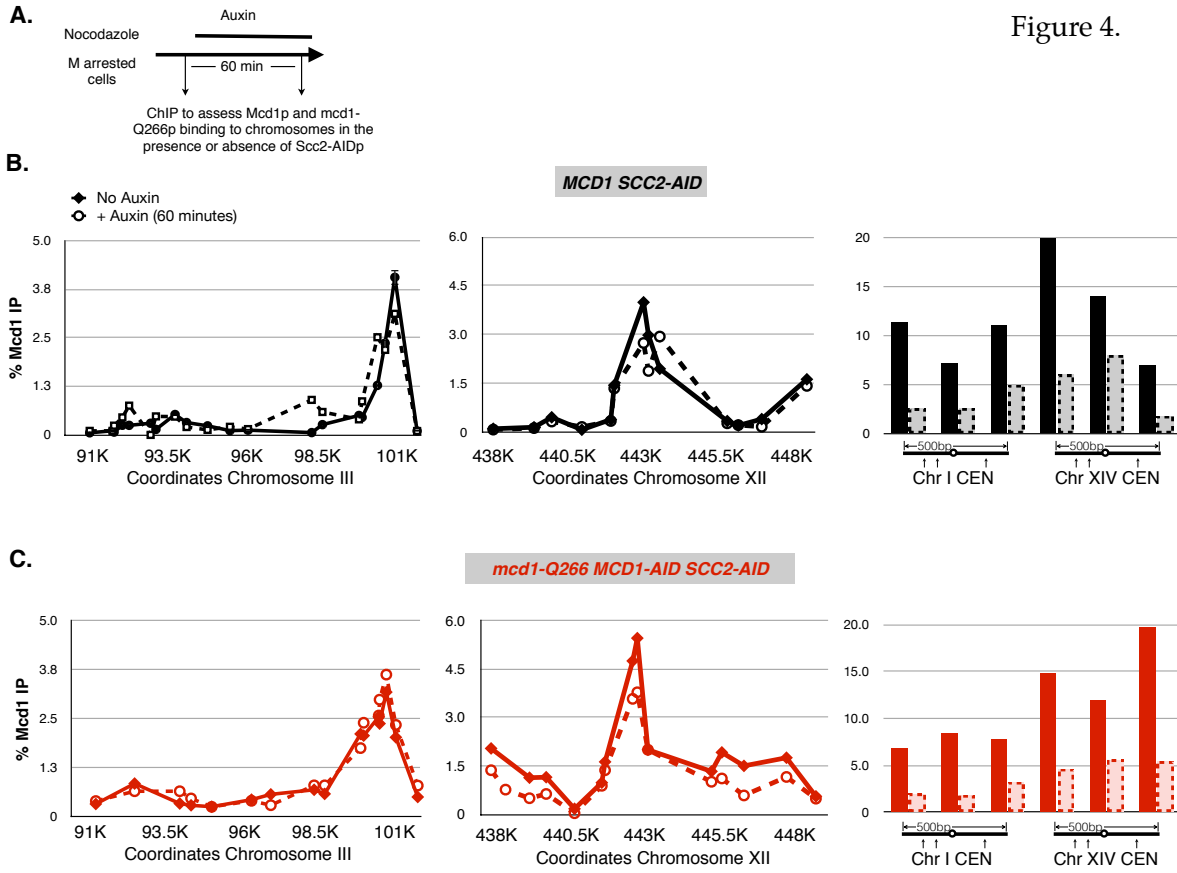 A.
Figure 4.
Auxin
Nocodazole
M arrested
cells
60 min
ChIP to assess Mcd1p and mcd1-
Q266p binding to chromosomes in the
presence or absence of Scc2-AIDp
B.
MCD1 SCC2-AID
No Auxin
+ Auxin (60 minutes)
% Mcd1 IP
5.0
3.8
2.5
1.3
0
91K 93.5K 96K 98.5K 101K
Coordinates Chromosome III
6.0
4.5
3.0
1.5
0
438K 440.5K 443K 445.5K 448K
Coordinates Chromosome XII
20
15
10
5
0
500bp 500bp
Chr I CEN Chr XIV CEN
C.
mcd1-Q266 MCD1-AID SCC2-AID
% Mcd1 IP
5.0
3.8
2.5
1.3
0
91K 93.5K 96K 98.5K 101K
Coordinates Chromosome III
6.0
4.5
3.0
1.5
0
438K 440.5K 443K 445.5K 448K
Coordinates Chromosome XII
20.0
15.0
10.0
5.0
0
500bp 500bp
Chr I CEN Chr XIV CEN